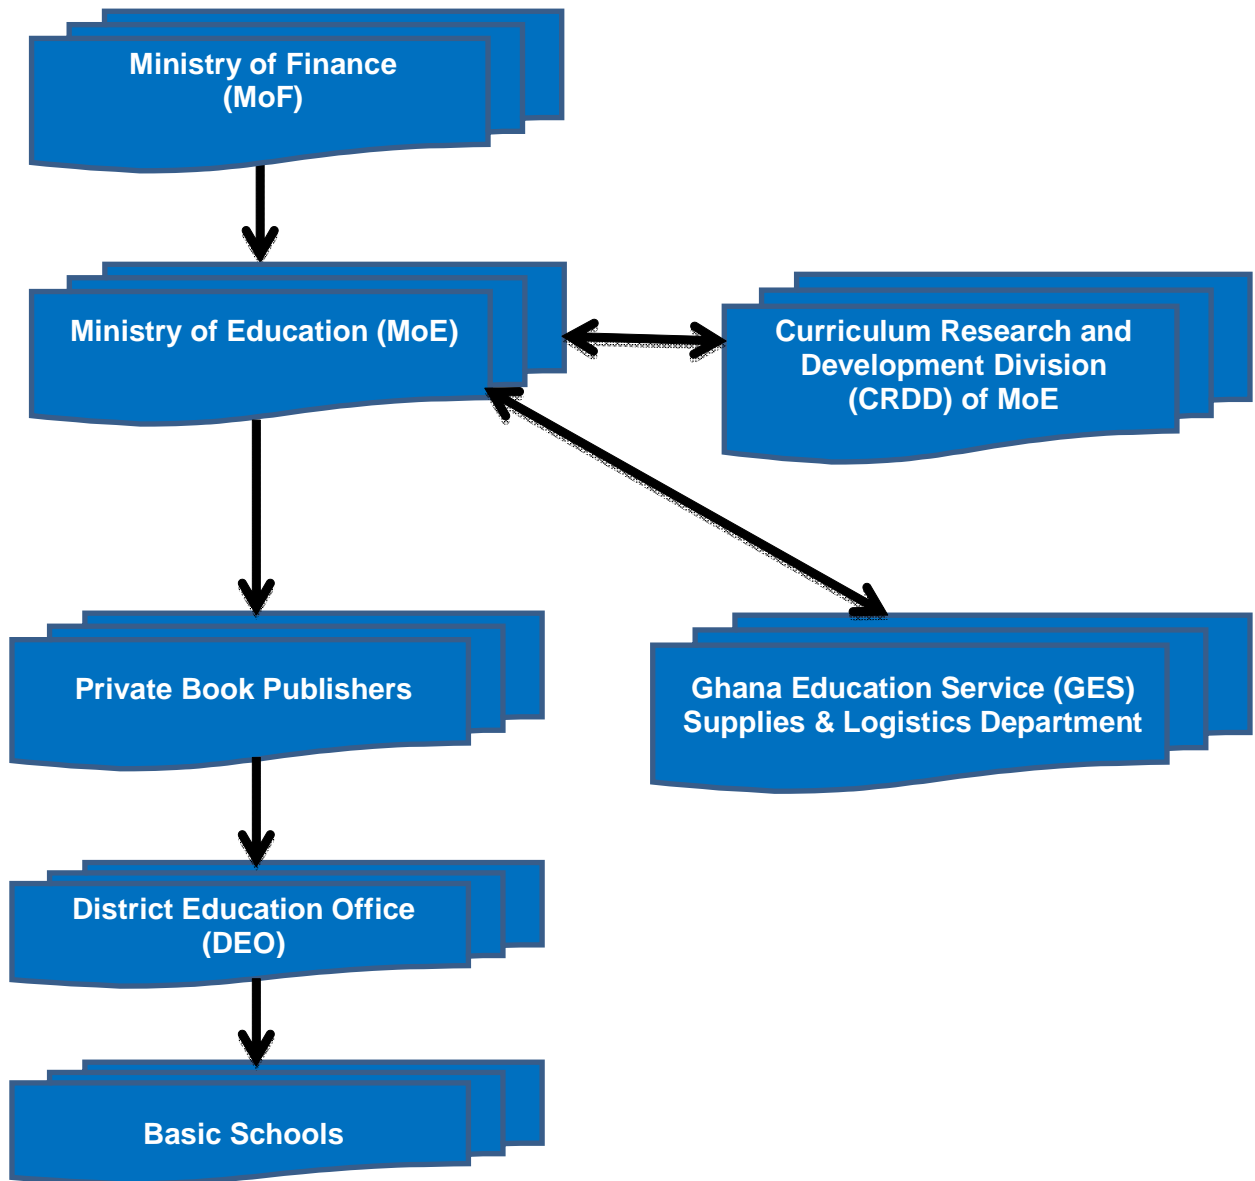 Ministry of Finance
(MoF)
Ministry of Education (MoE)
Curriculum Research and
Development Division
(CRDD) of MoE
Private Book Publishers
Ghana Education Service (GES)
Supplies & Logistics Department
District Education Office
(DEO)
Basic Schools